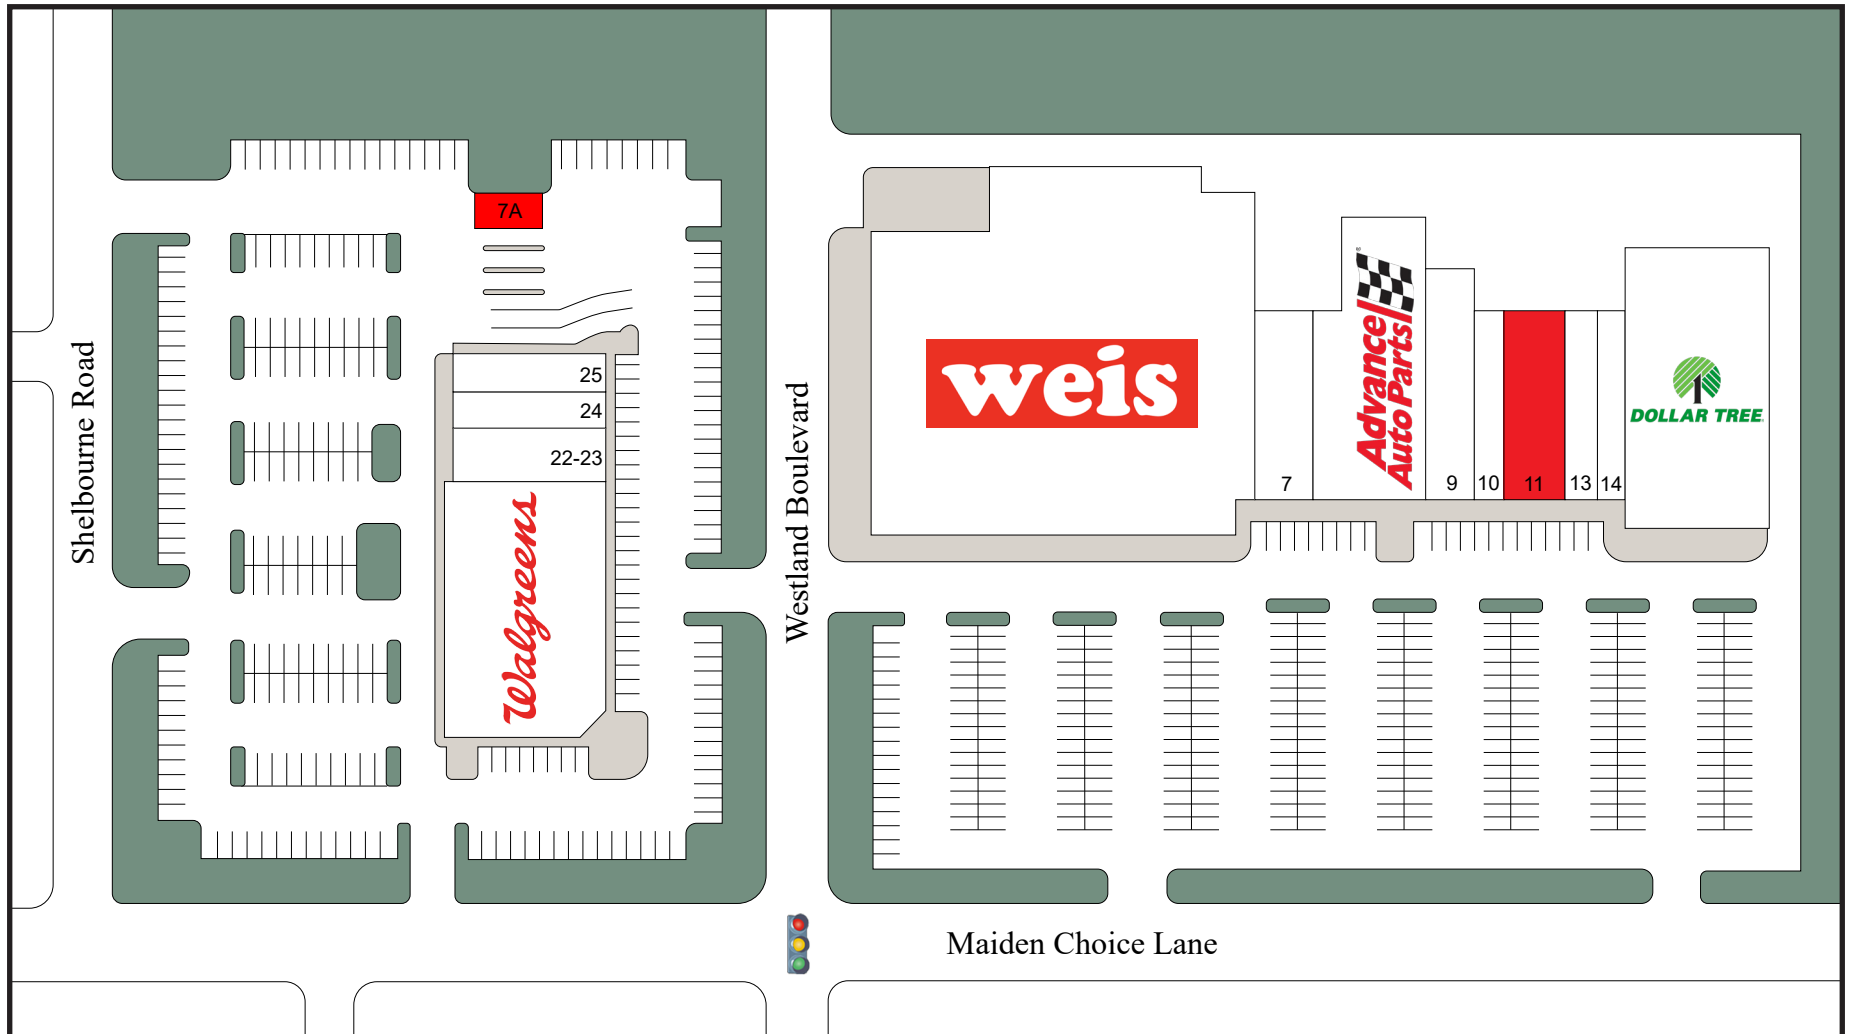 7A
25
24
22-23
Walgreens
Shelbourne Road
Westland Boulevard
weis
7
Advance
Auto Parts
®
9
10
11
13
14
1
DOLLAR TREE
Maiden Choice Lane